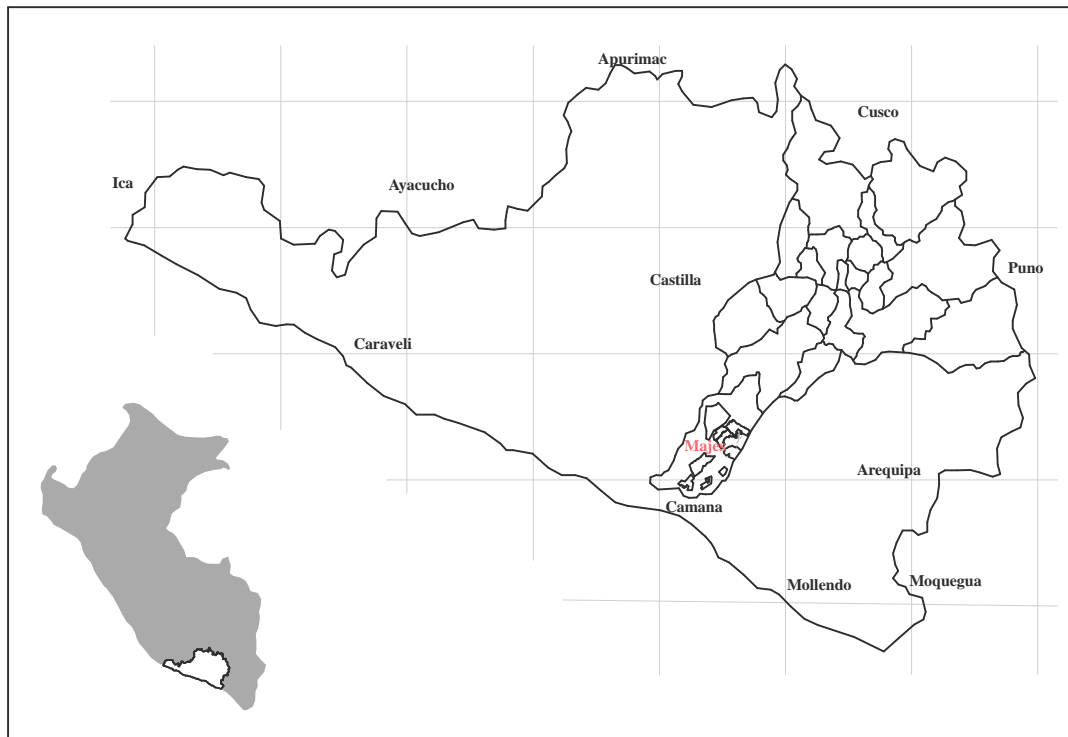 Apurimac
Cusco
Ica
Ayacucho
Puno
Castilla
Caraveli
Majes
Arequipa
Camana
Mollendo
Moquegua